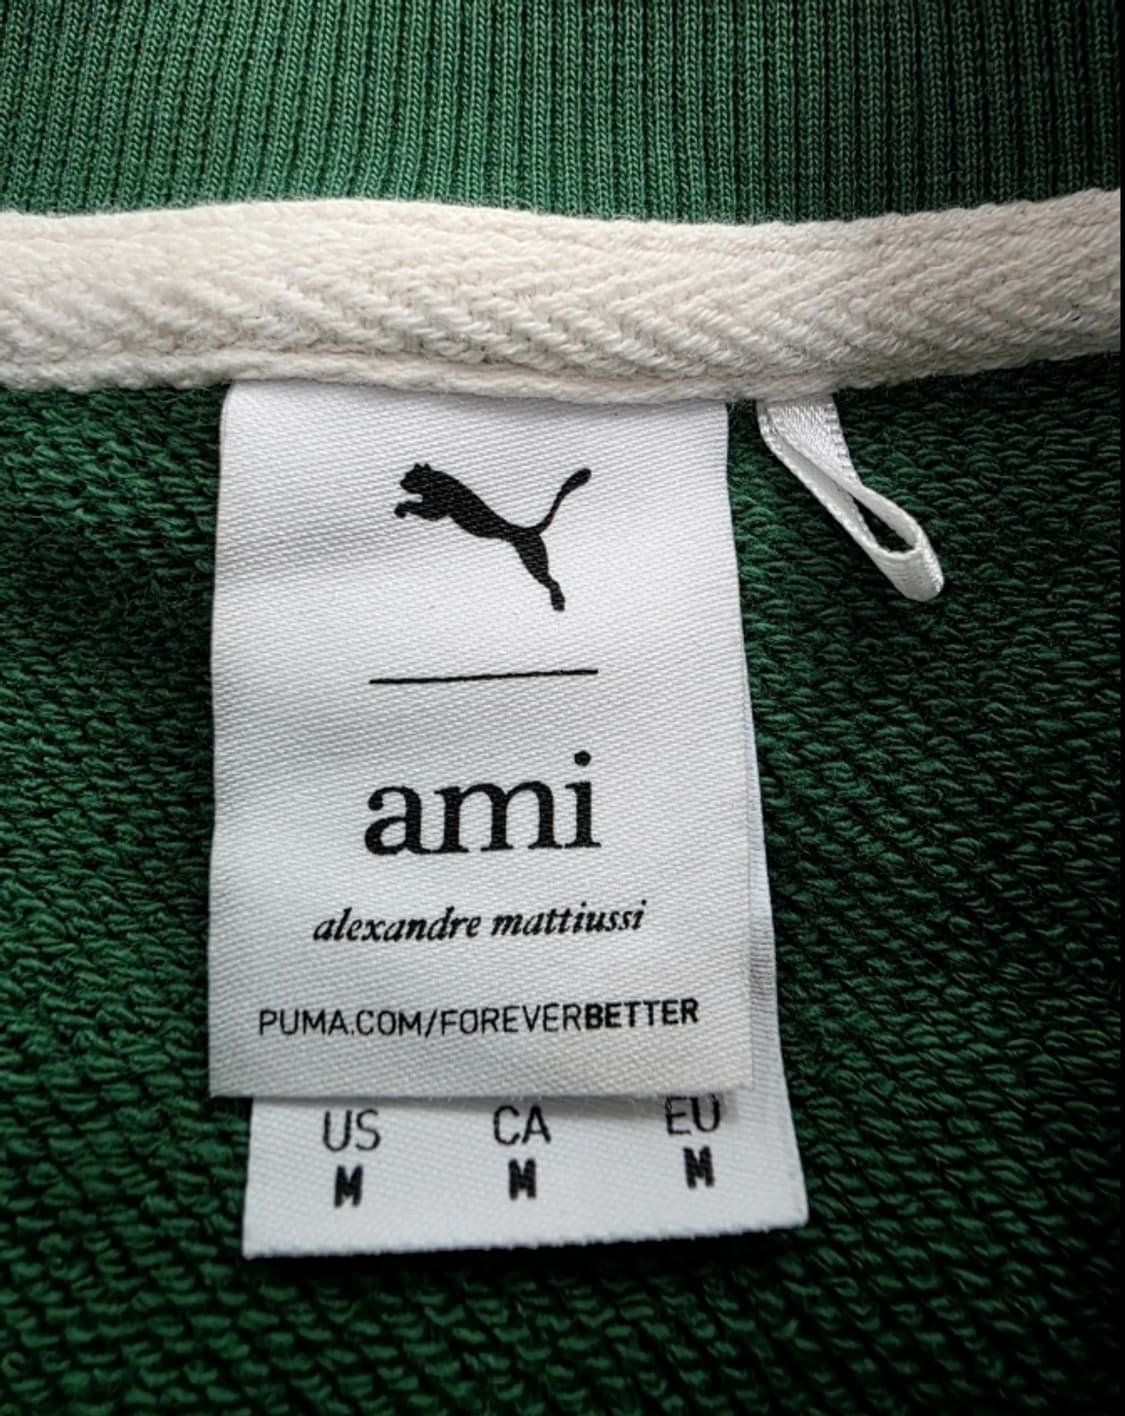 ami
alexandre mattiussi
PUMA.COM/FOREVERBETTER
US CA EU
M M M